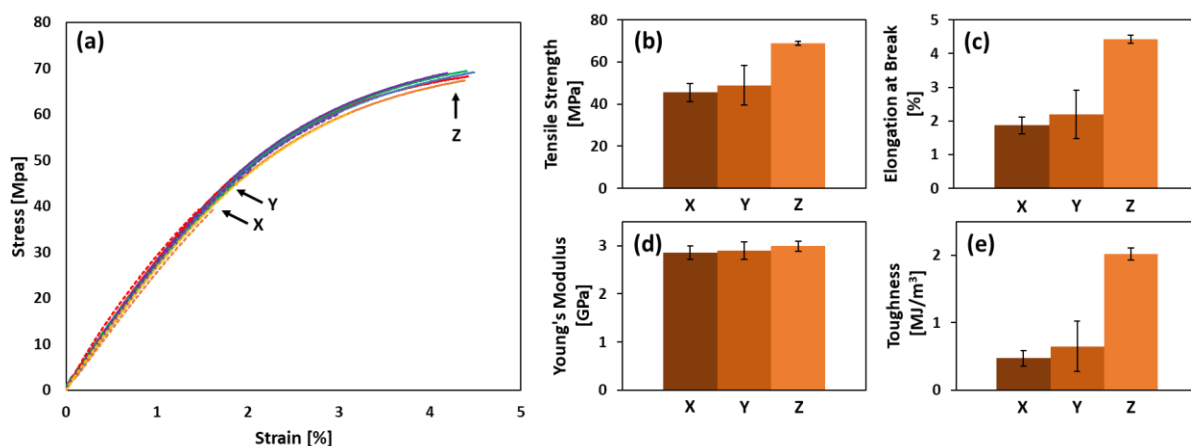 (a)
Stress [Mpa]
80
70
60
50
40
30
20
10
0
0 1 2 3 4 5
Strain [%]
Z
Y
X
(b)
Tensile Strength
[MPa]
80
60
40
20
0
X Y Z
(c)
Elongation at Break
[%]
5
4
3
2
1
0
X Y Z
(d)
Young's Modulus
[GPa]
3
2
1
0
X Y Z
(e)
Toughness
[MJ/m³]
2
1
0
X Y Z